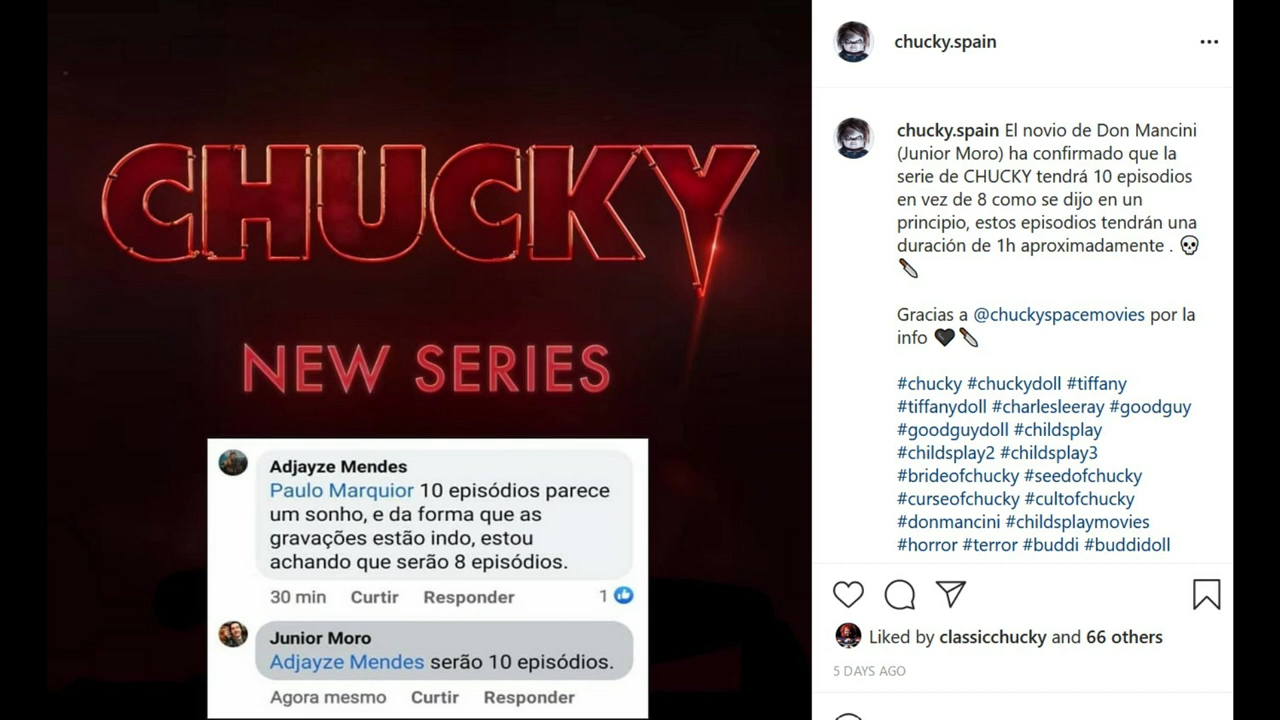 CHUCKY
NEW SERIES
Adjayze Mendes
Paulo Marquior 10 episódios parece
um sonho, e da forma que as
gravações estão indo, estou
achando que serão 8 episódios.
30 min Curtir Responder 1
Junior Moro
Adjayze Mendes serão 10 episódios.
Agora mesmo Curtir Responder
chucky.spain
chucky.spain El novio de Don Mancini
(Junior Moro) ha confirmado que la
serie de CHUCKY tendrá 10 episodios
en vez de 8 como se dijo en un
principio, estos episodios tendrán una
duración de 1h aproximadamente . 💀
🔪
Gracias a @chuckyspacemovies por la
info 🖤🔪
#chucky #chuckydoll #tiffany
#tiffanydoll #charlesleeray #goodguy
#goodguydoll #childsplay
#childsplay2 #childsplay3
#brideofchucky #seedofchucky
#curseofchucky #cultofchucky
#donmancini #childsplaymovies
#horror #terror #buddi #buddidoll
Liked by classicchucky and 66 others
5 DAYS AGO